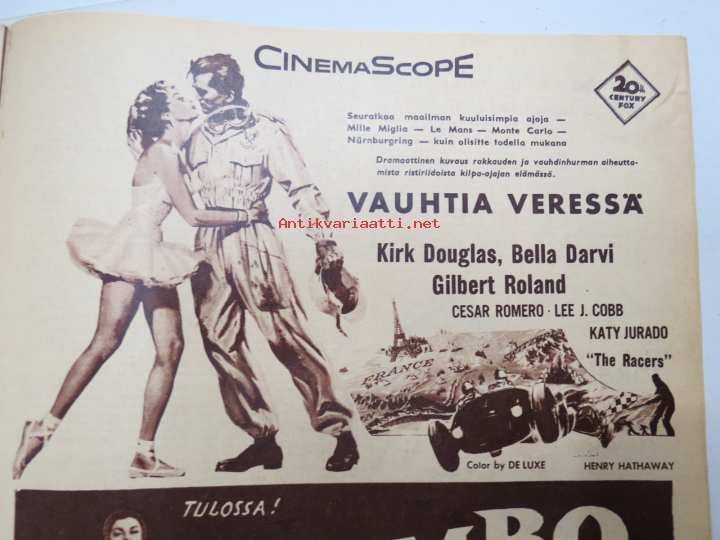 CINEMASCOPE
20th
CENTURY
FOX
Seuratkaa maailman kuuluisimpia ajoja —
Mille Miglia — Le Mans — Monte Carlo —
Nürnburgring — kuin olisitte todella mukana
Dramaattinen kuvaus rakkauden ja vauhdinhurman aiheutta-
mista ristiriidoista kilpa-ajajan elämässä.
VAUHTIA VERESSÄ
Antikvariaatti.net
Kirk Douglas, Bella Darvi
Gilbert Roland
CESAR ROMERO · LEE J. COBB
KATY JURADO
"The Racers"
FRANCE
Color by DE LUXE
HENRY HATHAWAY
TULOSSA!